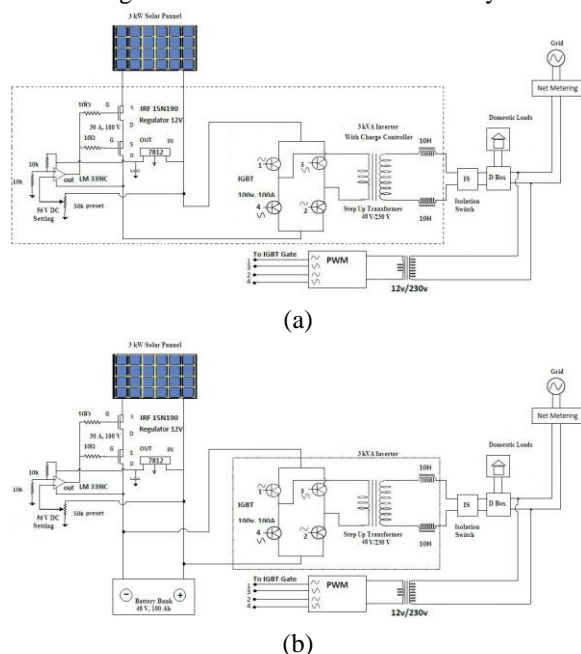 3 kW Solar Pannel
Grid
Net Metering
10Ω G S
IRF 15N190
Regulator 12V
D
30 A, 100 V
10Ω G S
OUT IN
D
7812
10k
out LM 339IC
10k
56 V DC
Setting
50k preset
IGBT
100v, 100A
1
3
4
2
3 kVA Inverter
With Charge Controller
Step Up Transformer
48 V/230 V
10H
10H
IS
Isolation
Switch
Domestic Loads
D Box
To IGBT Gate
1
3
2
4
PWM
12v/230v
(a)
3 kW Solar Pannel
Grid
Net Metering
10Ω G S
IRF 15N190
Regulator 12V
D
30 A, 100 V
10Ω G S
OUT IN
D
7812
10k
out LM 339IC
10k
56 V DC
Setting
50k preset
Battery Bank
48 V, 100 Ah
IGBT
100v, 100A
1
3
4
2
3 kVA Inverter
Step Up Transformer
48 V/230 V
10H
10H
IS
Isolation
Switch
Domestic Loads
D Box
To IGBT Gate
1
3
2
4
PWM
12v/230v
(b)